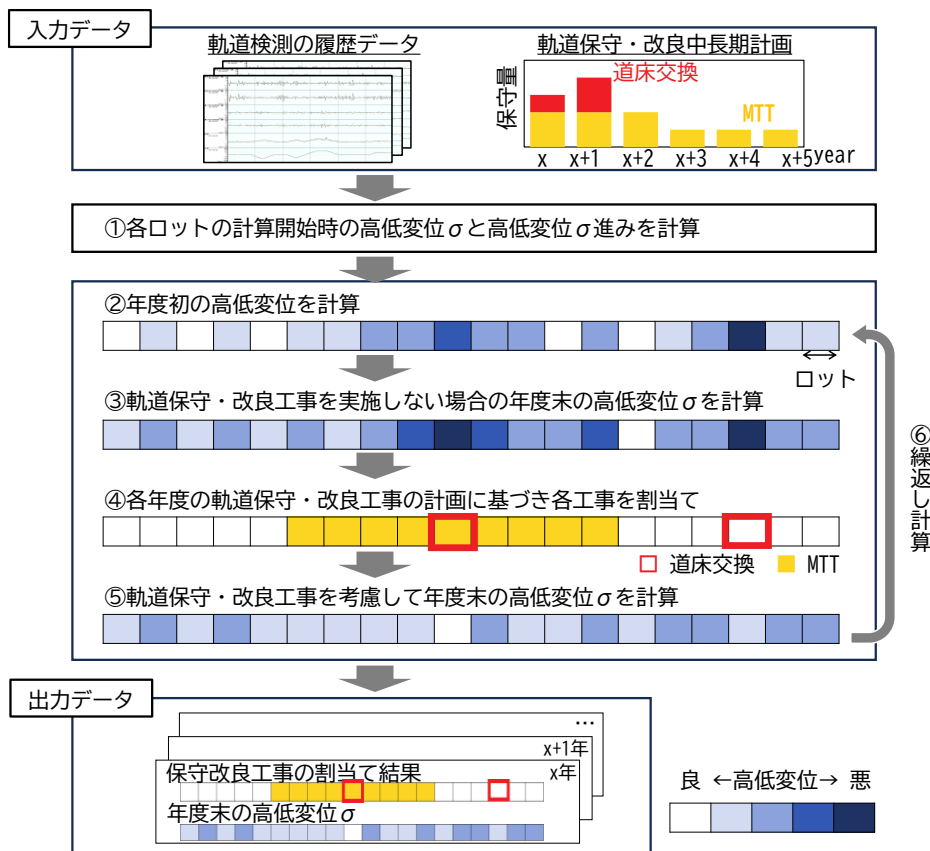 入力データ
軌道検測の履歴データ
軌道保守・改良中長期計画
保守量
道床交換
MTT
x x+1 x+2 x+3 x+4 x+5year
①各ロットの計算開始時の高低変位σと高低変位σ進みを計算
②年度初の高低変位を計算
ロット
③軌道保守・改良工事を実施しない場合の年度末の高低変位σを計算
④各年度の軌道保守・改良工事の計画に基づき各工事を割当て
道床交換 MTT
⑤軌道保守・改良工事を考慮して年度末の高低変位σを計算
⑥繰返し計算
出力データ
…
x+1年
x年
保守改良工事の割当て結果
年度末の高低変位σ
良 ←高低変位→ 悪